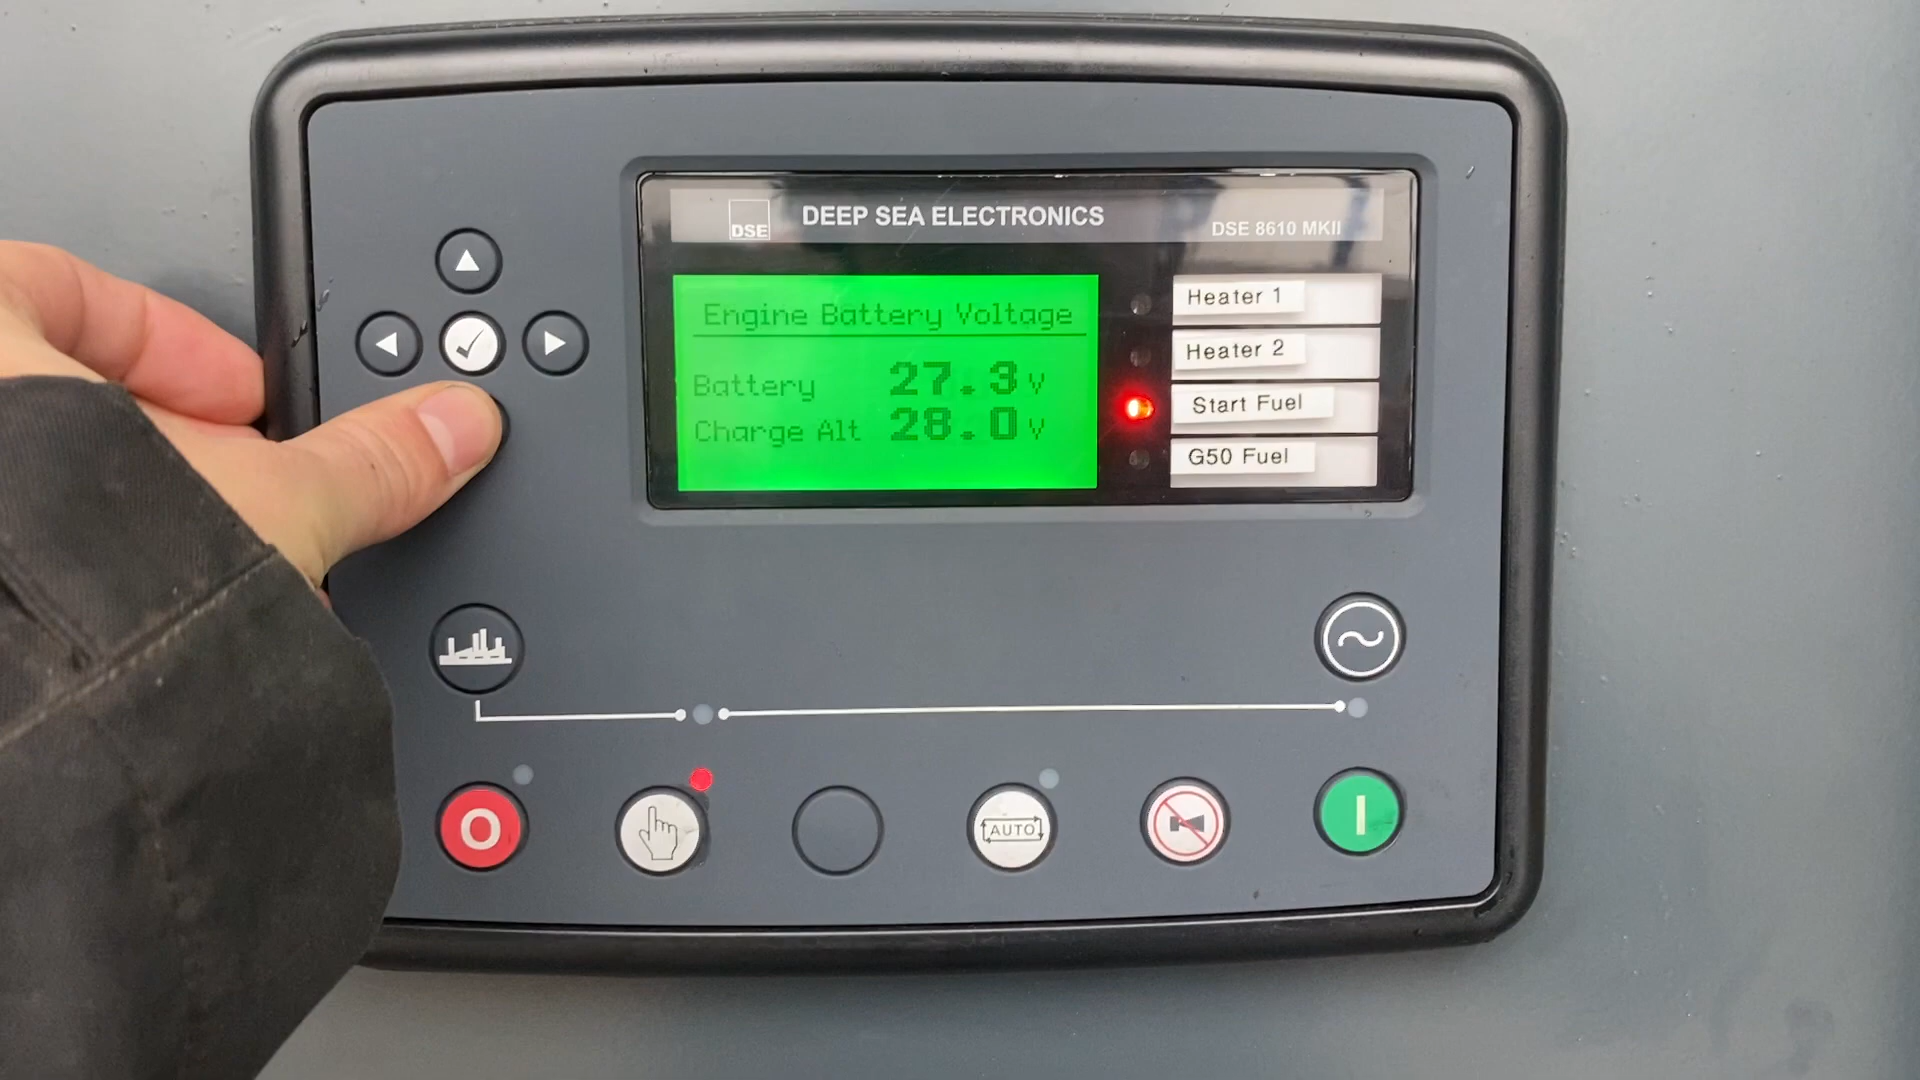 DSE
DEEP SEA ELECTRONICS
DSE 8610 MKII
Engine Battery Voltage
Battery 27.3 V
Charge Alt 28.0 V
Heater 1
Heater 2
Start Fuel
G50 Fuel
O
AUTO
I